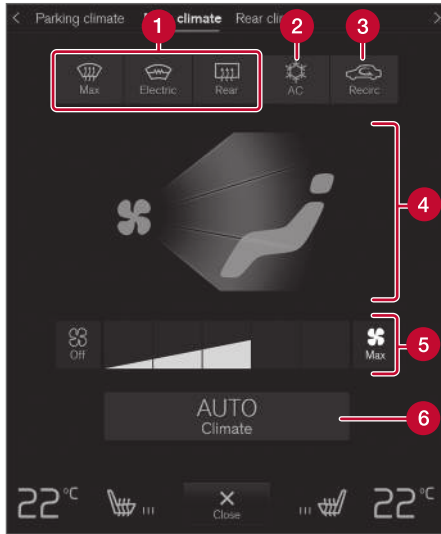 Parking climate climate Rear
1 2 3
Max Electric Rear AC Recirc
4
Off Max 5
AUTO 6
Climate
22°C 22°C
Close